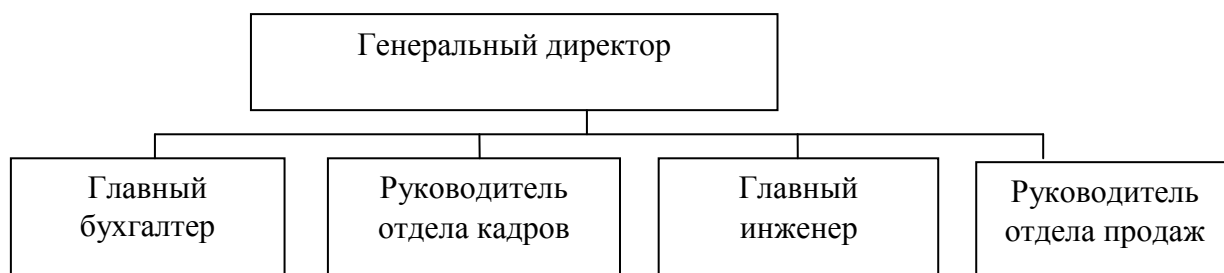 Генеральный директор
Главный
бухгалтер
Руководитель
отдела кадров
Главный
инженер
Руководитель
отдела продаж